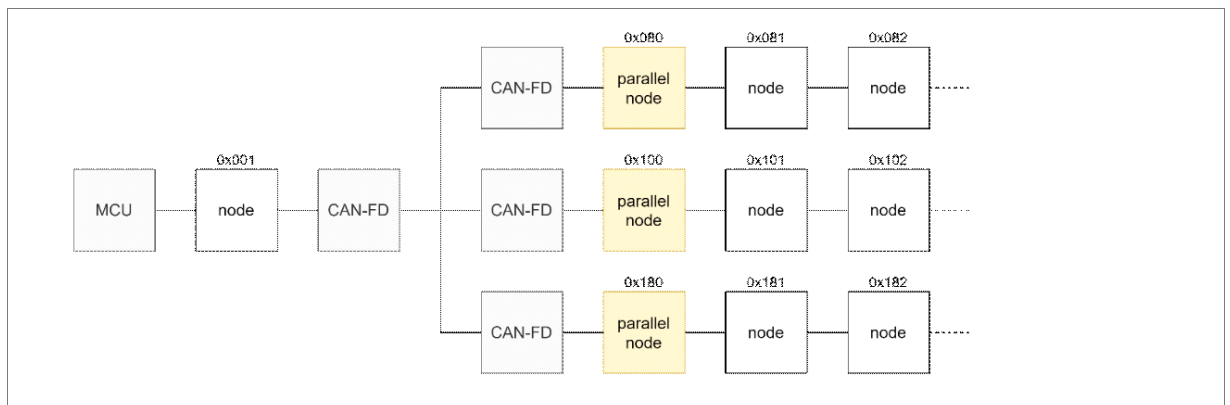 0x080 0x081 0x082
CAN-FD parallel node node node
0x001 0x100 0x101 0x102
MCU node CAN-FD CAN-FD parallel node node node
0x180 0x181 0x182
CAN-FD parallel node node node